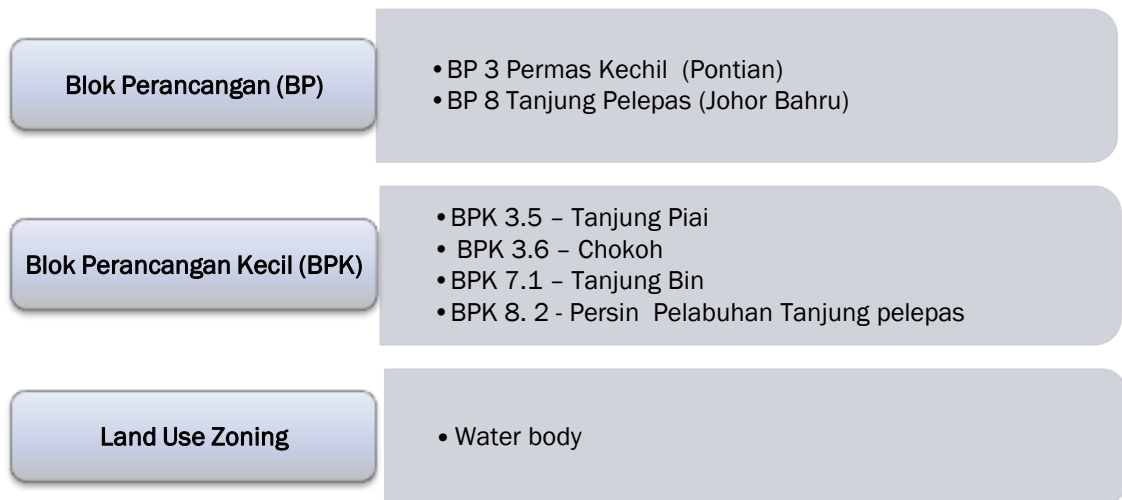 Blok Perancangan (BP)
•BP 3 Permas Kechil (Pontian)
•BP 8 Tanjung Pelepas (Johor Bahru)
Blok Perancangan Kecil (BPK)
•BPK 3.5 – Tanjung Piai
• BPK 3.6 – Chokoh
•BPK 7.1 – Tanjung Bin
•BPK 8. 2 - Persin Pelabuhan Tanjung pelepas
Land Use Zoning
• Water body